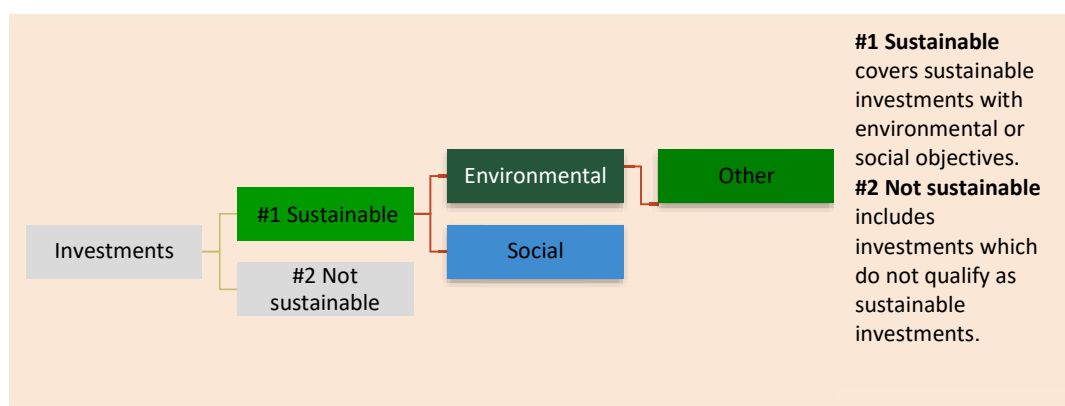 Investments
#1 Sustainable
#2 Not
sustainable
Environmental
Social
Other
#1 Sustainable
covers sustainable
investments with
environmental or
social objectives.
#2 Not sustainable
includes
investments which
do not qualify as
sustainable
investments.